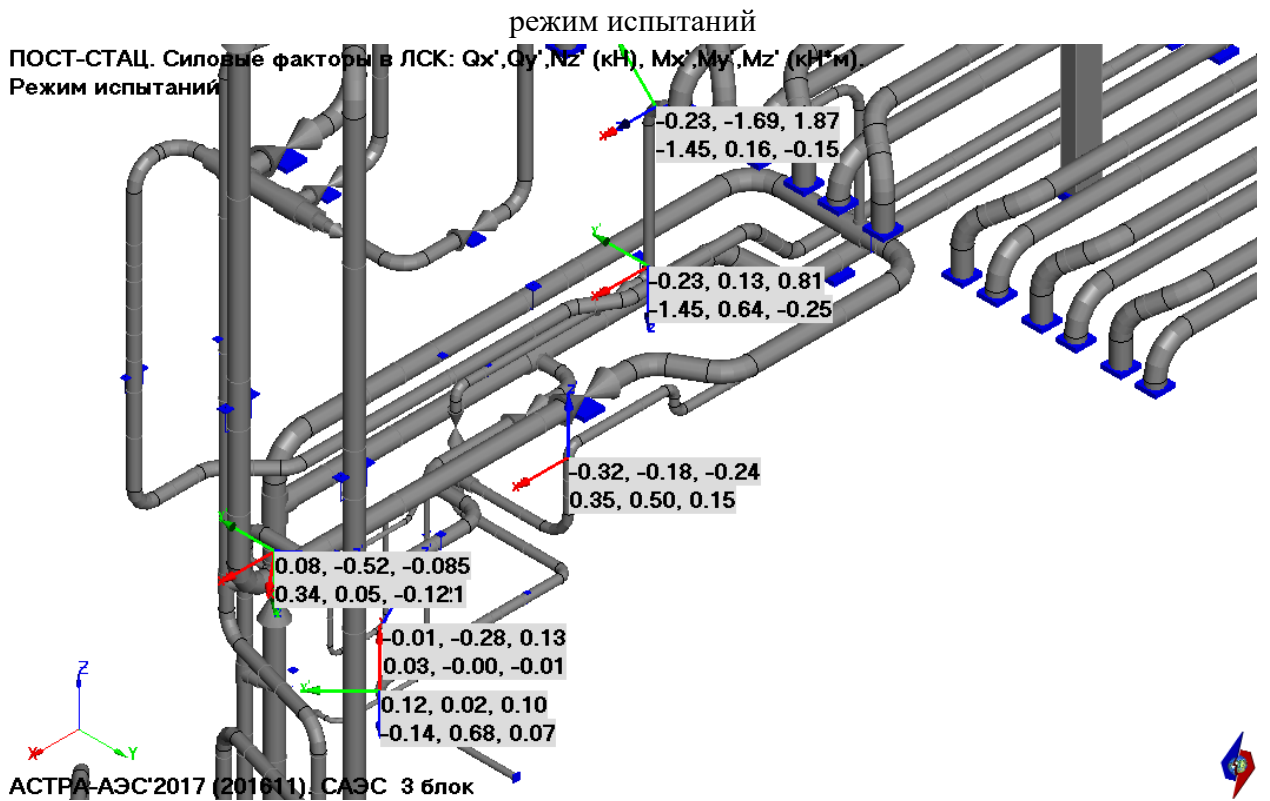 режим испытаний
ПОСТ-СТАЦ. Силовые факторы в ЛСК: Qx',Qy',Nz' (кН), Mx',My',Mz' (кН*м).
Режим испытаний
-0.23, -1.69, 1.87
-1.45, 0.16, -0.15
-0.23, 0.13, 0.81
-1.45, 0.64, -0.25
-0.32, -0.18, -0.24
0.35, 0.50, 0.15
0.08, -0.52, -0.085
0.34, 0.05, -0.121
-0.01, -0.28, 0.13
0.03, -0.00, -0.01
0.12, 0.02, 0.10
-0.14, 0.68, 0.07
Z
X Y
АСТРА-АЭС'2017 (201611). САЭС 3 блок